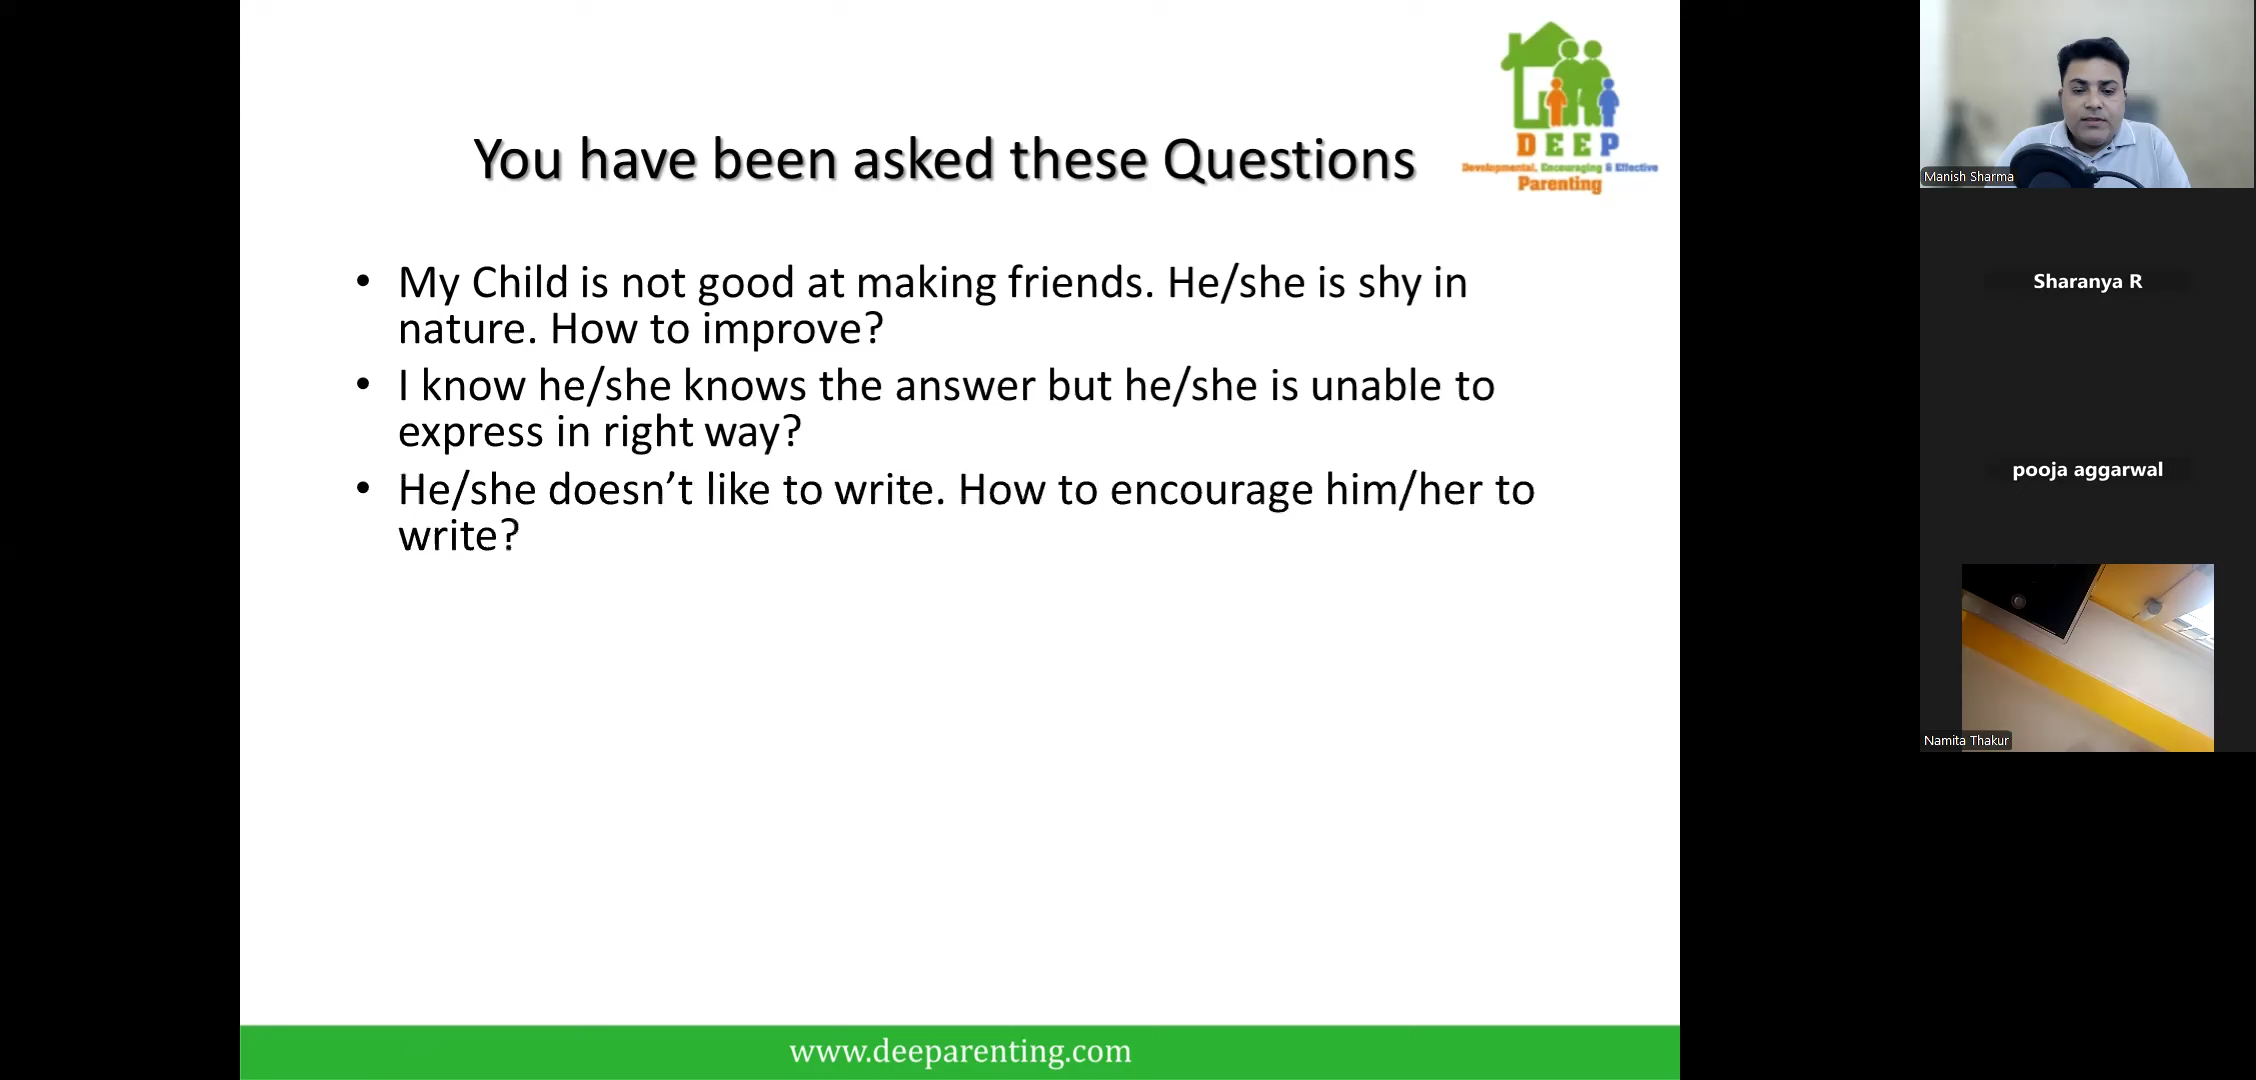 You have been asked these Questions
DEEP
Developmental, Encouraging & Effective
Parenting
• My Child is not good at making friends. He/she is shy in
nature. How to improve?
• I know he/she knows the answer but he/she is unable to
express in right way?
• He/she doesn’t like to write. How to encourage him/her to
write?
www.deeparenting.com
Manish Sharma
Sharanya R
pooja aggarwal
Namita Thakur